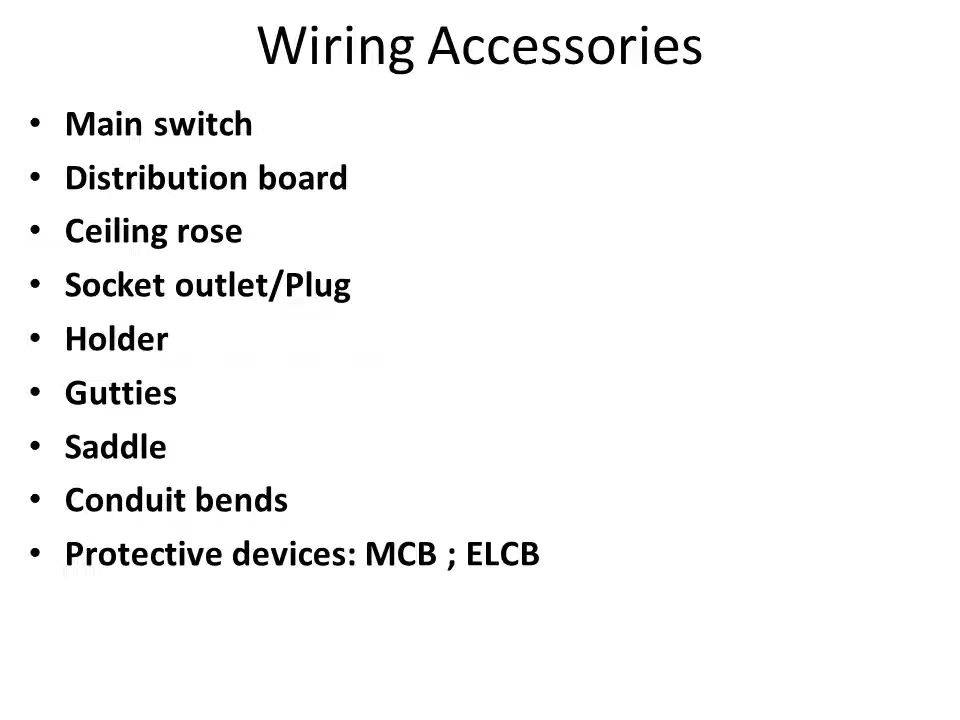 Wiring Accessories
• Main switch
• Distribution board
• Ceiling rose
• Socket outlet/Plug
• Holder
• Gutties
• Saddle
• Conduit bends
• Protective devices: MCB ; ELCB